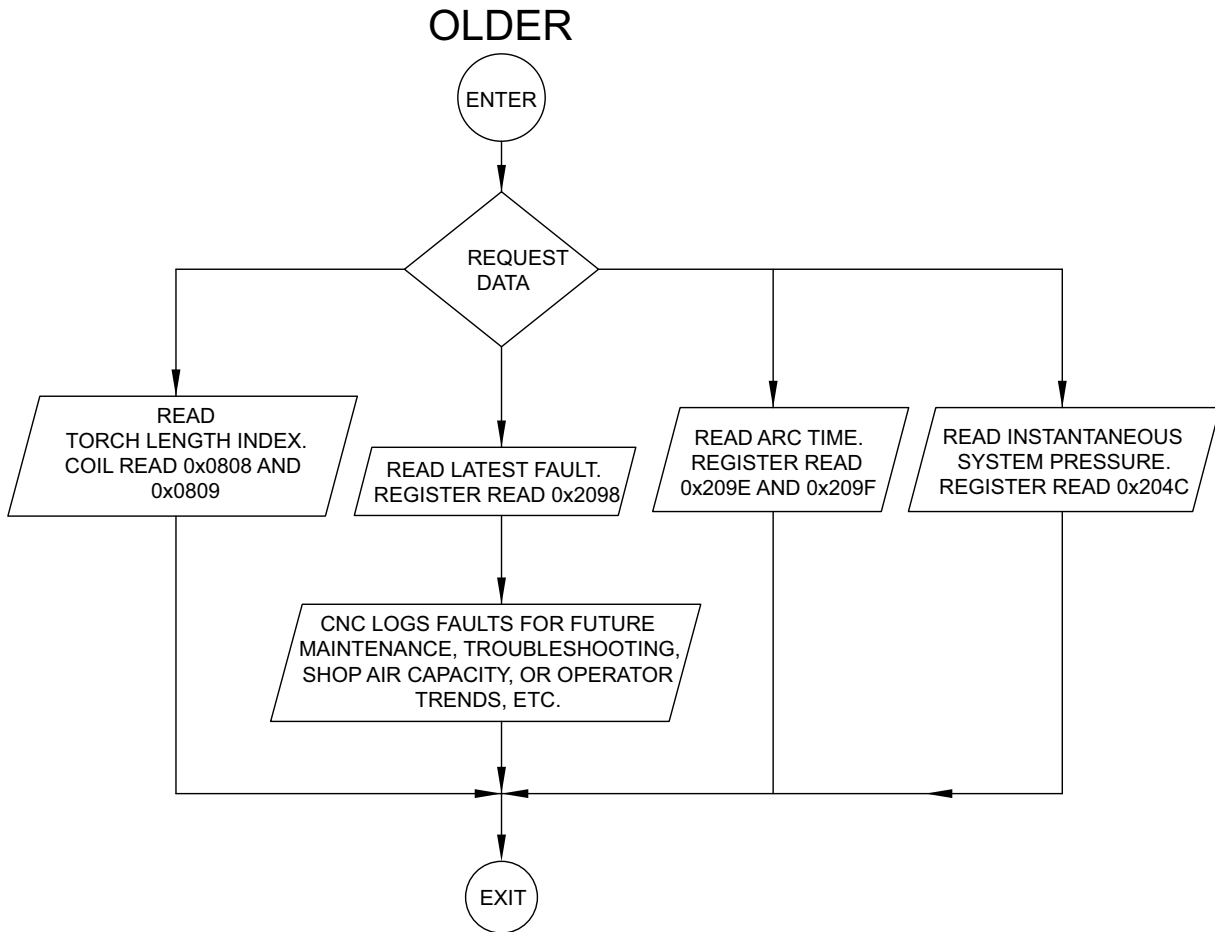 OLDER
ENTER
REQUEST
DATA
READ
TORCH LENGTH INDEX.
COIL READ 0x0808 AND
0x0809
READ LATEST FAULT.
REGISTER READ 0x2098
CNC LOGS FAULTS FOR FUTURE
MAINTENANCE, TROUBLESHOOTING,
SHOP AIR CAPACITY, OR OPERATOR
TRENDS, ETC.
READ ARC TIME.
REGISTER READ
0x209E AND 0x209F
READ INSTANTANEOUS
SYSTEM PRESSURE.
REGISTER READ 0x204C
EXIT